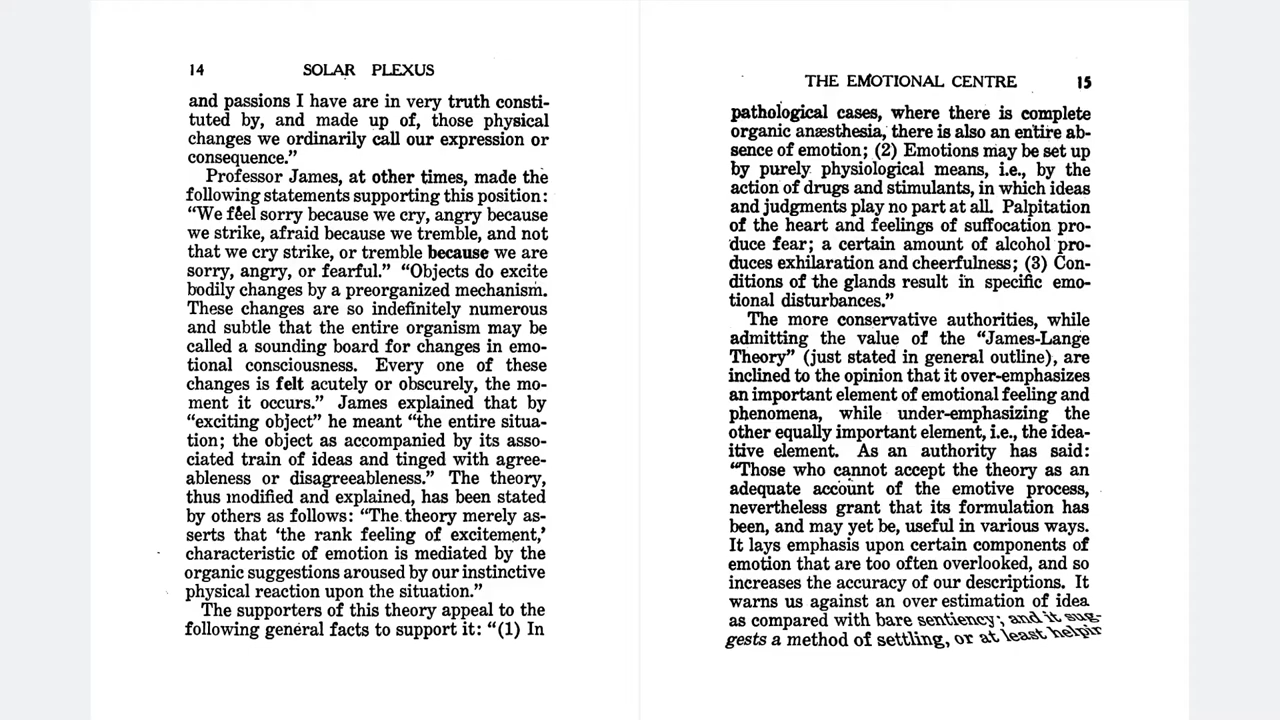 14 SOLAR PLEXUS
and passions I have are in very truth consti-
tuted by, and made up of, those physical
changes we ordinarily call our expression or
consequence.”
Professor James, at other times, made the
following statements supporting this position:
“We feel sorry because we cry, angry because
we strike, afraid because we tremble, and not
that we cry strike, or tremble because we are
sorry, angry, or fearful.” “Objects do excite
bodily changes by a preorganized mechanism.
These changes are so indefinitely numerous
and subtle that the entire organism may be
called a sounding board for changes in emo-
tional consciousness. Every one of these
changes is felt acutely or obscurely, the mo-
ment it occurs.” James explained that by
“exciting object” he meant “the entire situa-
tion; the object as accompanied by its asso-
ciated train of ideas and tinged with agree-
ableness or disagreeableness.” The theory,
thus modified and explained, has been stated
by others as follows: “The theory merely as-
serts that ‘the rank feeling of excitement,’
characteristic of emotion is mediated by the
organic suggestions aroused by our instinctive
physical reaction upon the situation.”
The supporters of this theory appeal to the
following general facts to support it: “(1) In
THE EMOTIONAL CENTRE 15
pathological cases, where there is complete
organic anæsthesia, there is also an entire ab-
sence of emotion; (2) Emotions may be set up
by purely physiological means, i.e., by the
action of drugs and stimulants, in which ideas
and judgments play no part at all. Palpitation
of the heart and feelings of suffocation pro-
duce fear; a certain amount of alcohol pro-
duces exhilaration and cheerfulness; (3) Con-
ditions of the glands result in specific emo-
tional disturbances.”
The more conservative authorities, while
admitting the value of the “James-Lange
Theory” (just stated in general outline), are
inclined to the opinion that it over-emphasizes
an important element of emotional feeling and
phenomena, while under-emphasizing the
other equally important element, i.e., the idea-
itive element. As an authority has said:
“Those who cannot accept the theory as an
adequate account of the emotive process,
nevertheless grant that its formulation has
been, and may yet be, useful in various ways.
It lays emphasis upon certain components of
emotion that are too often overlooked, and so
increases the accuracy of our descriptions. It
warns us against an over estimation of idea
as compared with bare sentiency; and it sug-
gests a method of settling, or at least helpin